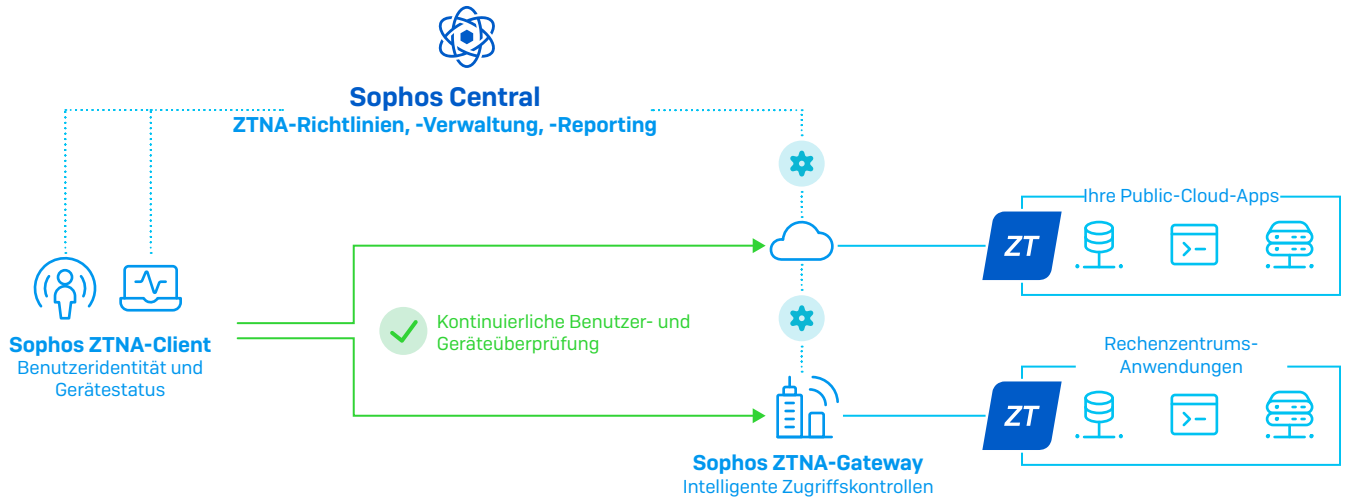 Sophos Central
ZTNA-Richtlinien, -Verwaltung, -Reporting
Ihre Public-Cloud-Apps
ZT
Sophos ZTNA-Client
Benutzeridentität und
Gerätestatus
Kontinuierliche Benutzer- und
Geräteüberprüfung
Rechenzentrums-
Anwendungen
ZT
Sophos ZTNA-Gateway
Intelligente Zugriffskontrollen